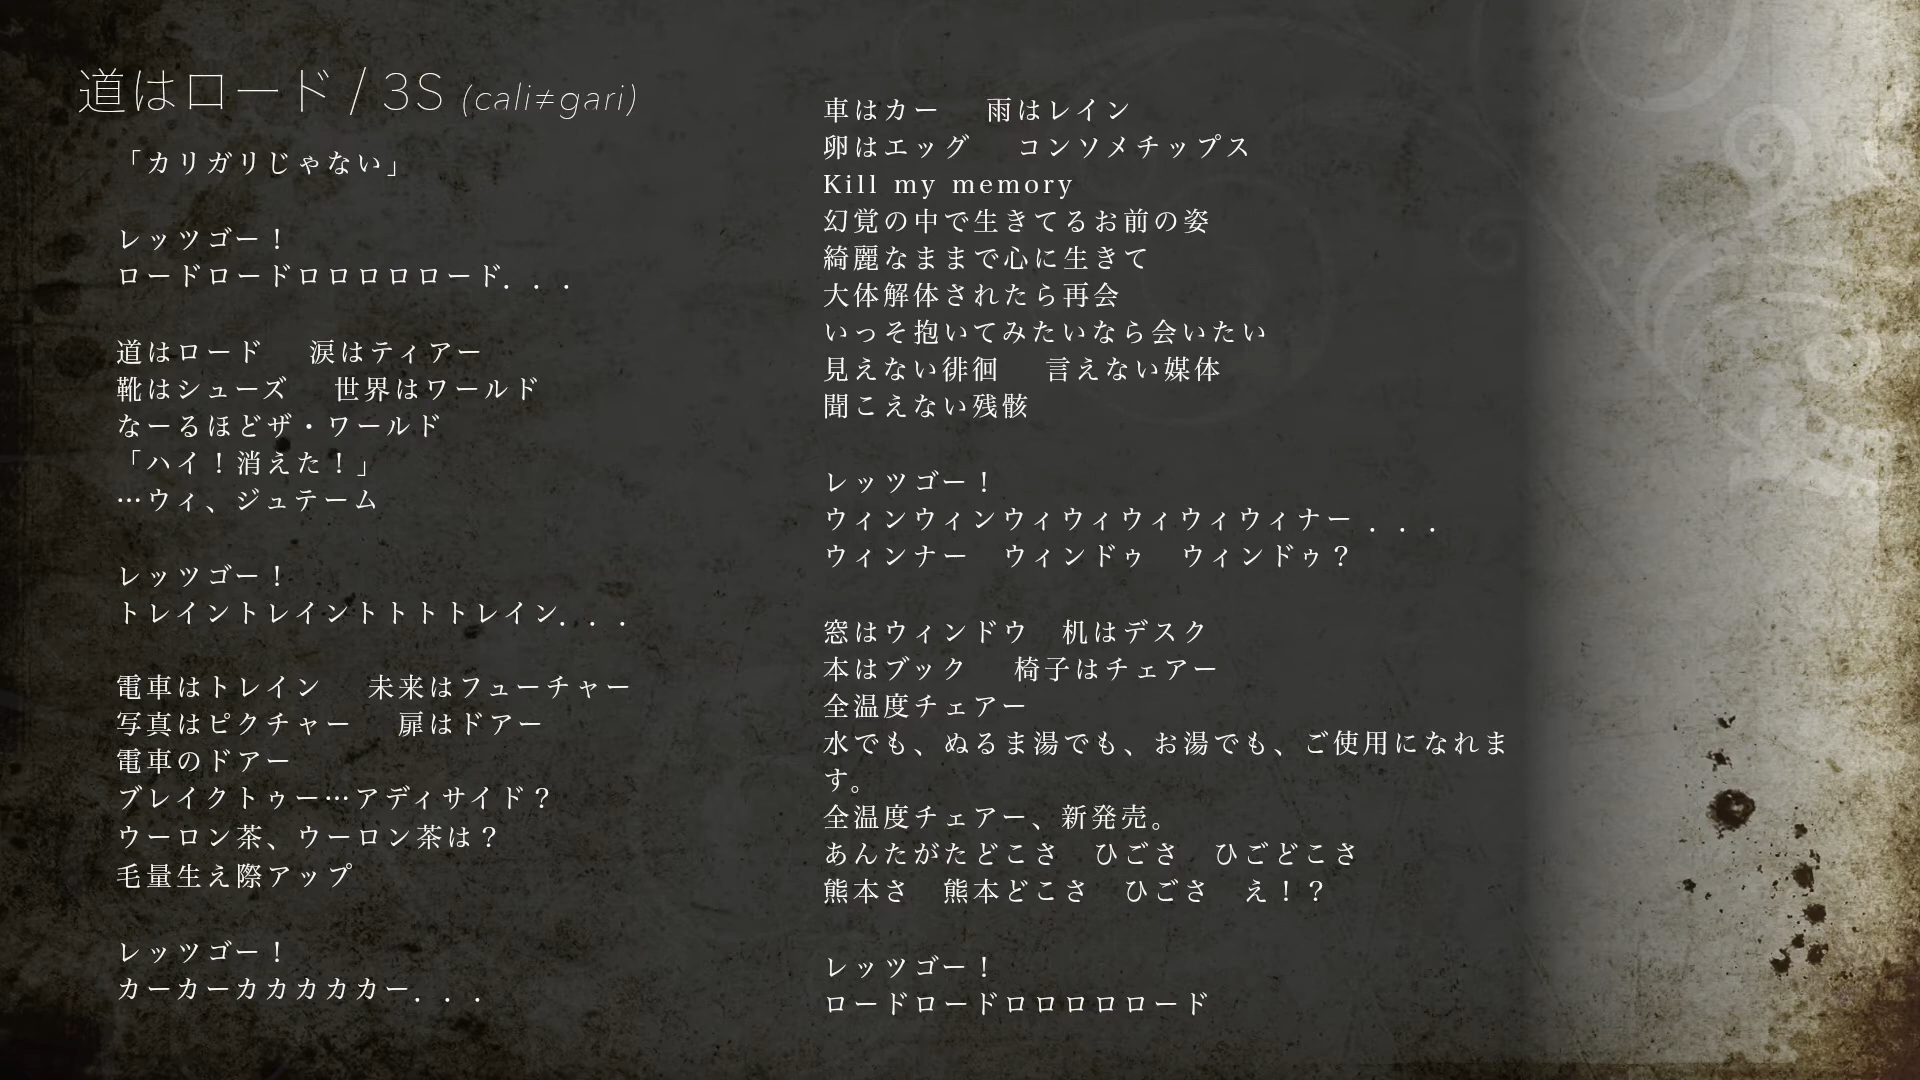 道はロード / 3S (cali≠gari)
「カリガリじゃない」
レッツゴー！
ロードロードロロロロロード. . .
道はロード　涙はティアー
靴はシューズ　世界はワールド
なーるほどザ・ワールド
「ハイ！消えた！」
…ウィ、ジュテーム
レッツゴー！
トレイントレイントトトトレイン. . .
電車はトレイン　未来はフューチャー
写真はピクチャー　扉はドアー
電車のドアー
ブレイクトゥー…アディサイド？
ウーロン茶、ウーロン茶は？
毛量生え際アップ
レッツゴー！
カーカーカカカカカー. . .
車はカー　雨はレイン
卵はエッグ　コンソメチップス
Kill my memory
幻覚の中で生きてるお前の姿
綺麗なままで心に生きて
大体解体されたら再会
いっそ抱いてみたいなら会いたい
見えない徘徊　言えない媒体
聞こえない残骸
レッツゴー！
ウィンウィンウィウィウィウィウィナー . . .
ウィンナー　ウィンドゥ　ウィンドゥ？
窓はウィンドウ　机はデスク
本はブック　椅子はチェアー
全温度チェアー
水でも、ぬるま湯でも、お湯でも、ご使用になれま
す。
全温度チェアー、新発売。
あんたがたどこさ　ひごさ　ひごどこさ
熊本さ　熊本どこさ　ひごさ　え！？
レッツゴー！
ロードロードロロロロロード